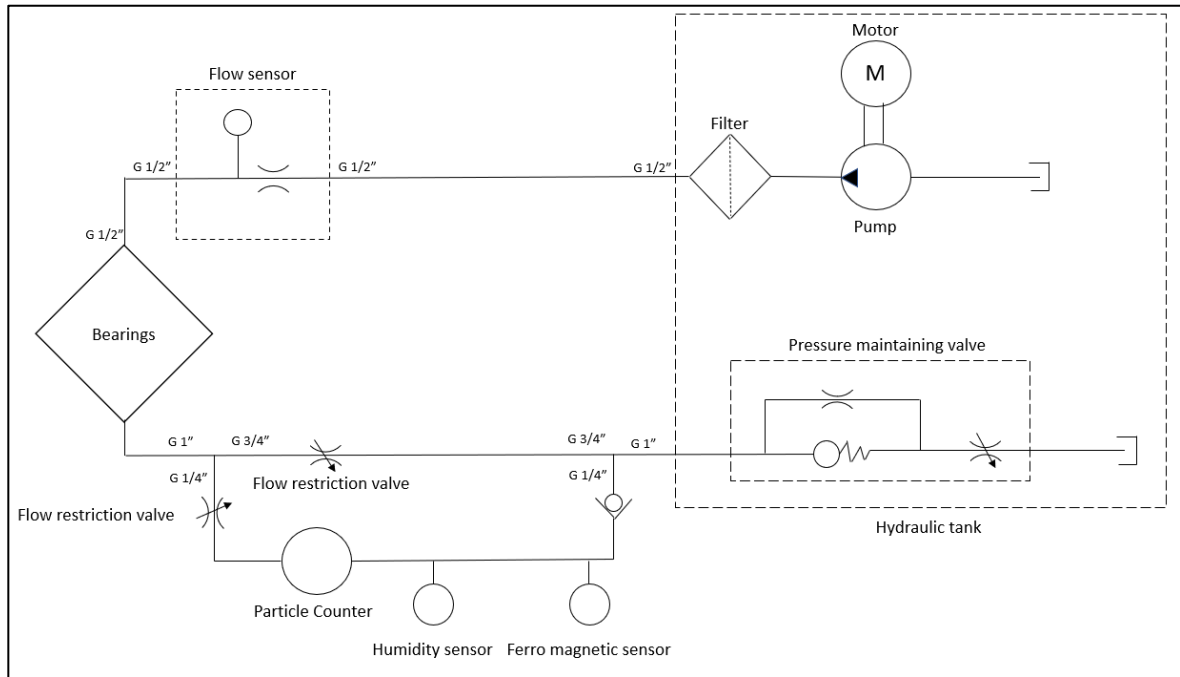 Motor
M
Flow sensor
Filter
G 1/2”
G 1/2”
G 1/2”
Pump
G 1/2”
Bearings
Pressure maintaining valve
G 1”
G 3/4”
G 3/4”
G 1”
G 1/4”
Flow restriction valve
G 1/4”
Flow restriction valve
Hydraulic tank
Particle Counter
Humidity sensor
Ferro magnetic sensor